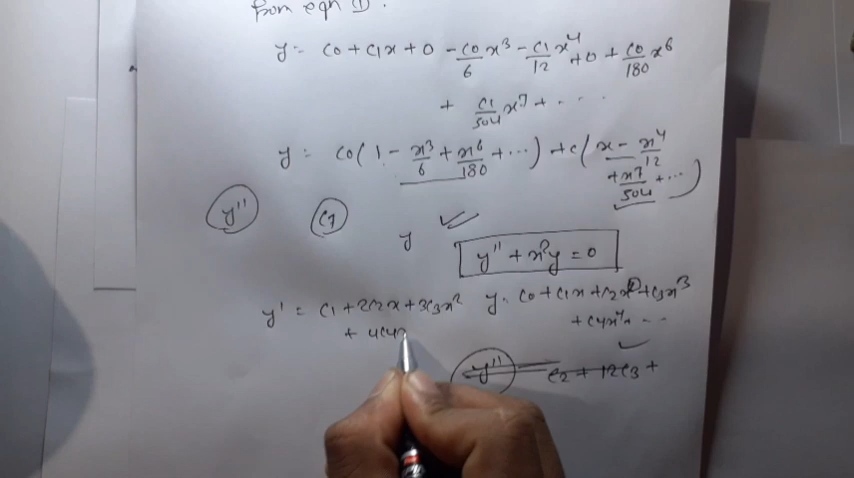 from eqn ①.
y = c0 + c1x + 0 - c0/6 x³ - c1/12 x⁴ + 0 + c0/180 x⁶
+ c1/504 x⁷ + ....
y = c0(1 - x³/6 + x⁶/180 + ...) + c(x - x⁴/12
+ x⁷/504 + ...)
y''
y
y'' + x²y = 0
y' = c1 + 2c2x + 3c3x² y = c0 + c1x + c2x² + c3x³
+ 4c4x + c4x⁴ + ...
y'' c2 + 12c3 +